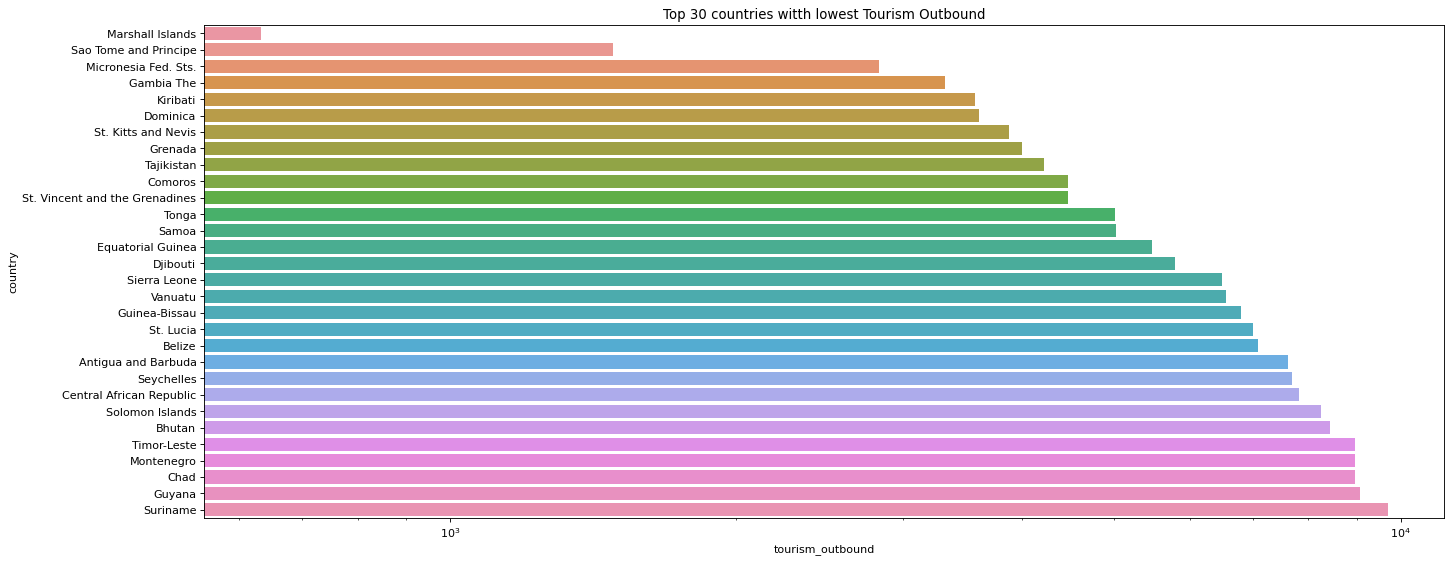 Top 30 countries witth lowest Tourism Outbound
country
Marshall Islands
Sao Tome and Principe
Micronesia Fed. Sts.
Gambia The
Kiribati
Dominica
St. Kitts and Nevis
Grenada
Tajikistan
Comoros
St. Vincent and the Grenadines
Tonga
Samoa
Equatorial Guinea
Djibouti
Sierra Leone
Vanuatu
Guinea-Bissau
St. Lucia
Belize
Antigua and Barbuda
Seychelles
Central African Republic
Solomon Islands
Bhutan
Timor-Leste
Montenegro
Chad
Guyana
Suriname
10³ 10⁴
tourism_outbound